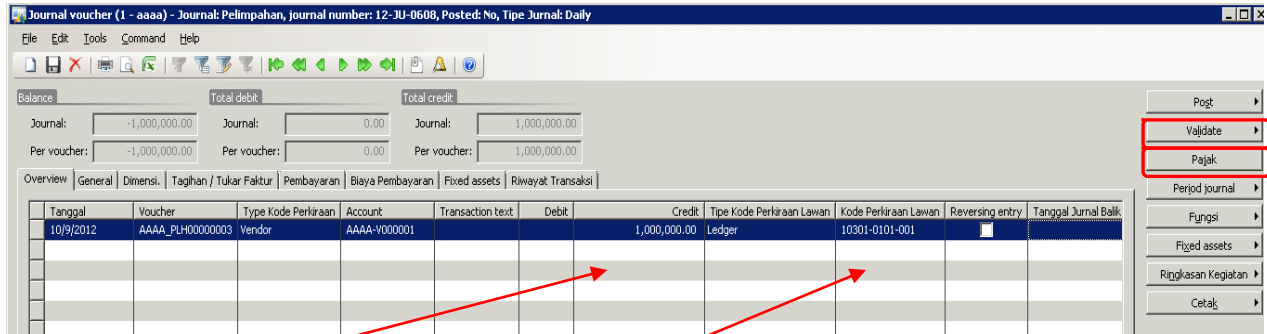 Journal voucher (1 - aaaa) - Journal: Pelimpahan, journal number: 12-JU-0608, Posted: No, Tipe Jurnal: Daily
File Edit Tools Command Help
Balance Total debit Total credit
Journal: -1,000,000.00 Journal: 0.00 Journal: 1,000,000.00
Per voucher: -1,000,000.00 Per voucher: 0.00 Per voucher: 1,000,000.00
Overview General Dimensi. Tagihan / Tukar Faktur Pembayaran Biaya Pembayaran Fixed assets Riwayat Transaksi
Tanggal Voucher Type Kode Perkiraan Account Transaction text Debit Credit Tipe Kode Perkiraan Lawan Kode Perkiraan Lawan Reversing entry Tanggal Jurnal Balik
10/9/2012 AAAA_PLH00000003 Vendor AAAA-V000001 1,000,000.00 Ledger 10301-0101-001
Post
Validate
Pajak
Period journal
Fungsi
Fixed assets
Ringkasan Kegiatan
Cetak